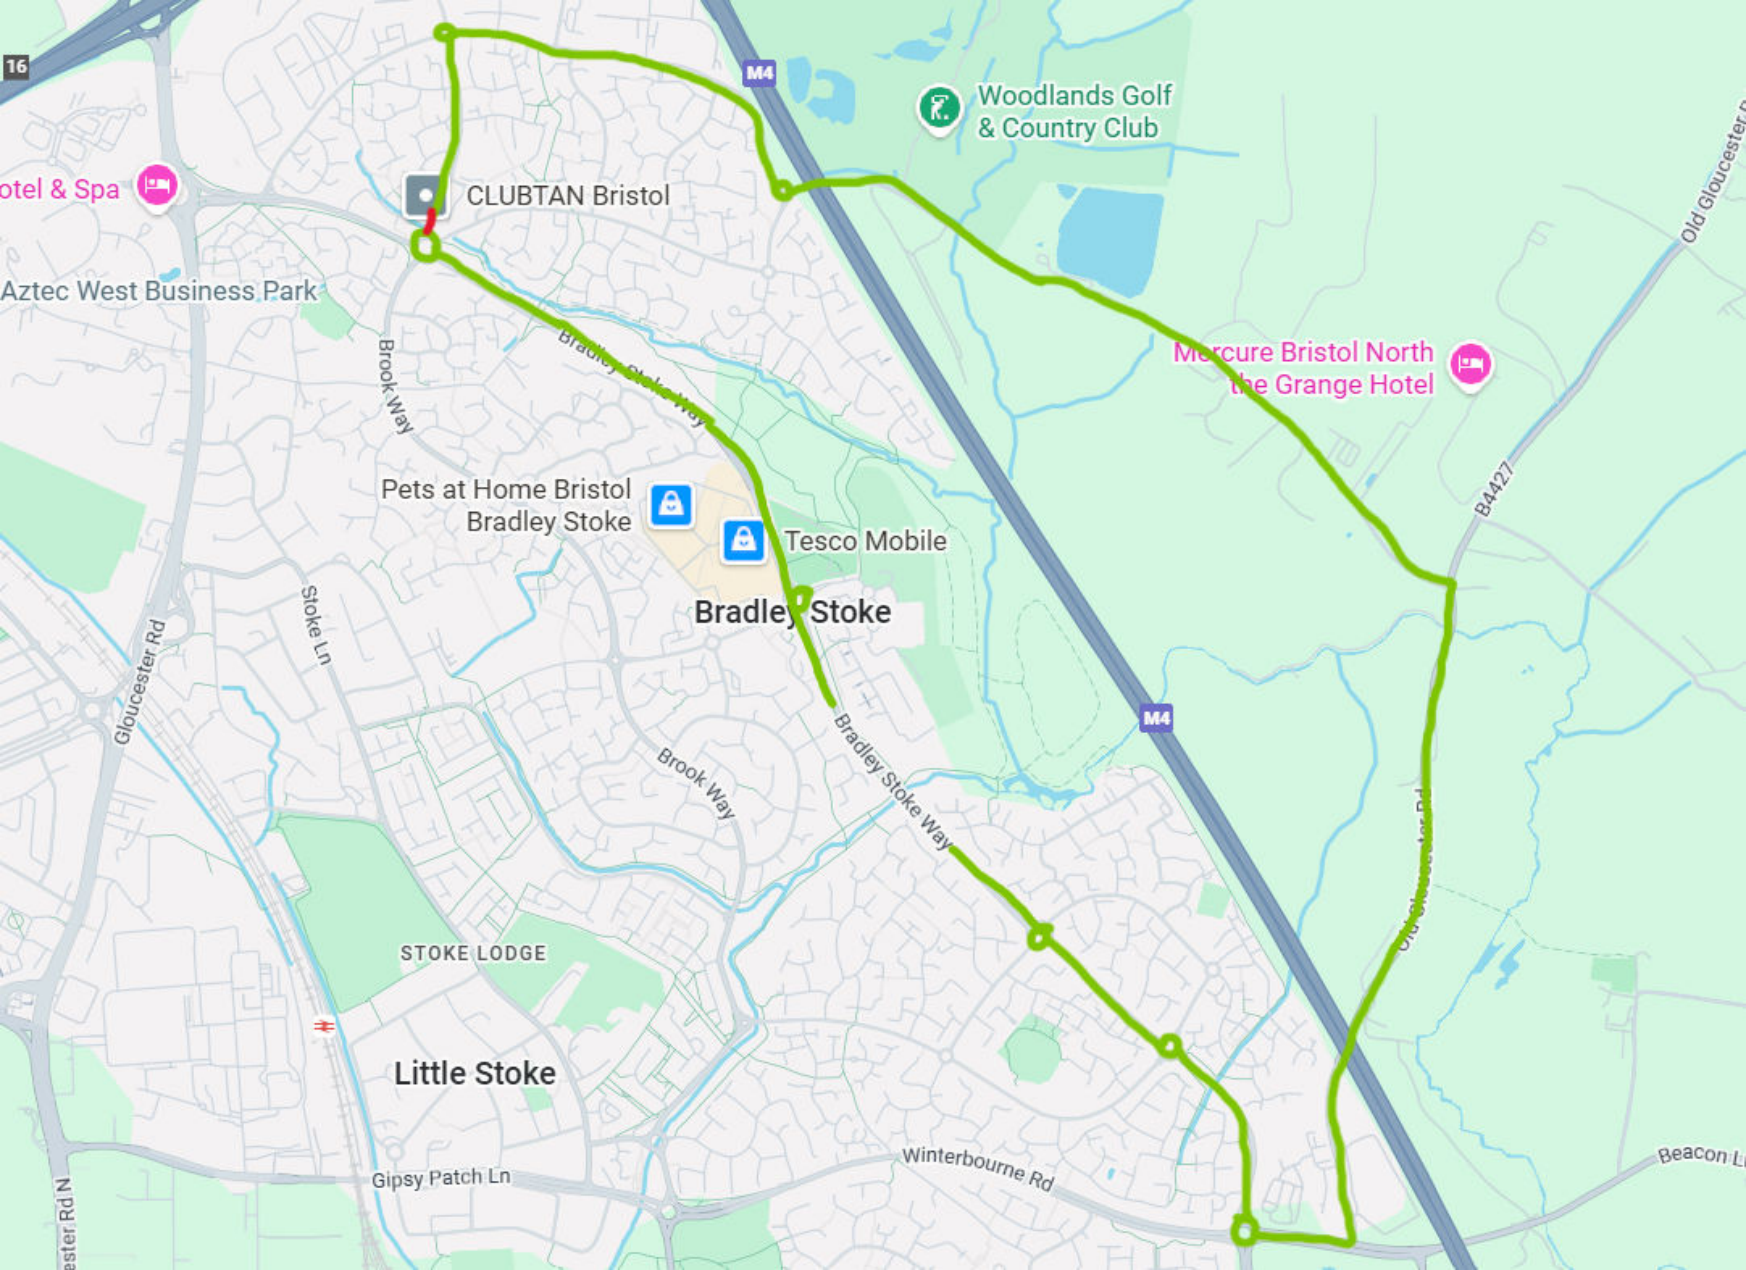 16
M4
Woodlands Golf
& Country Club
otel & Spa
CLUBTAN Bristol
Old Gloucester R
Aztec West Business Park
Bradley Stoke Way
Brook Way
Mercure Bristol North
the Grange Hotel
Pets at Home Bristol
Bradley Stoke
Tesco Mobile
B4427
Bradley Stoke
Stoke Ln
Gloucester Rd
M4
Bradley Stoke Way
Brook Way
Old Gloucester Rd
STOKE LODGE
Little Stoke
Winterbourne Rd
Beacon L
Gipsy Patch Ln
ester Rd N